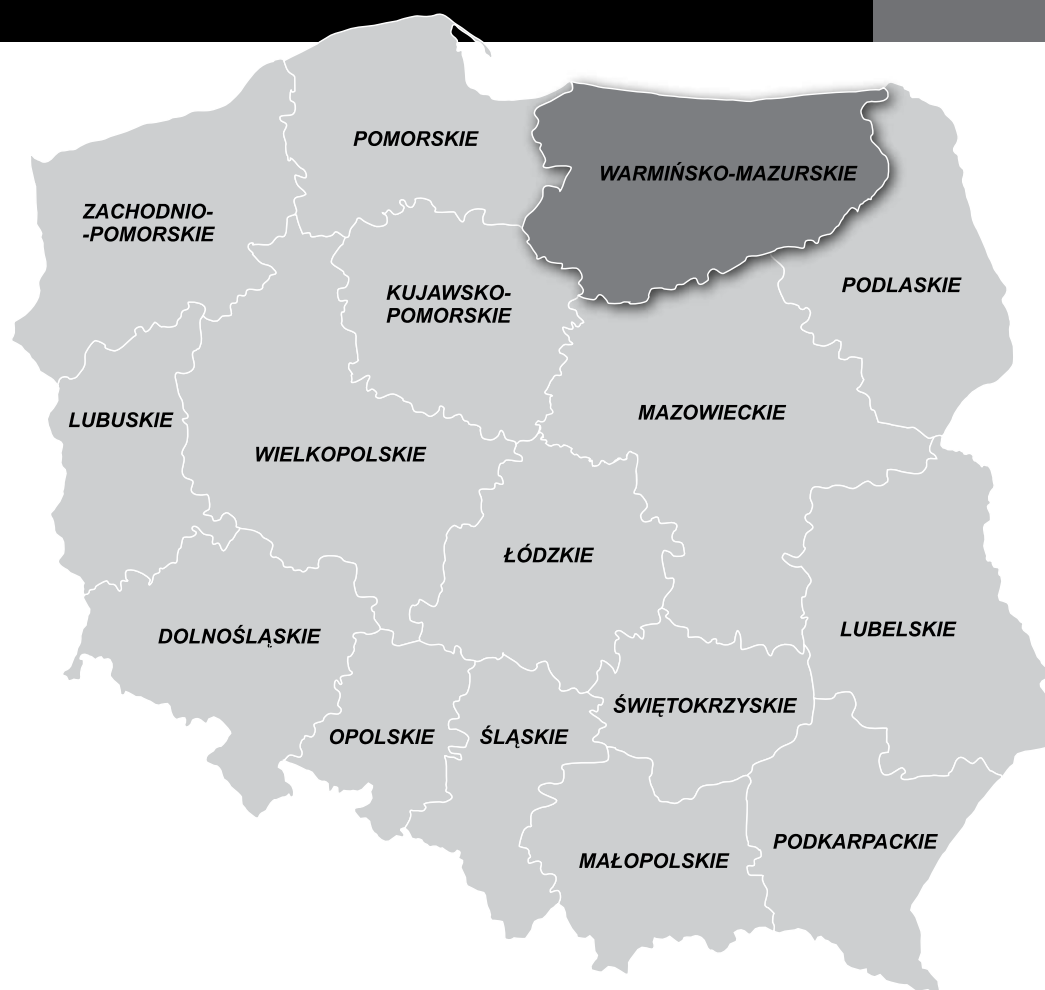 POMORSKIE
WARMIŃSKO-MAZURSKIE
ZACHODNIO-
-POMORSKIE
PODLASKIE
KUJAWSKO-
POMORSKIE
LUBUSKIE
MAZOWIECKIE
WIELKOPOLSKIE
ŁÓDZKIE
DOLNOŚLĄSKIE
LUBELSKIE
ŚWIĘTOKRZYSKIE
OPOLSKIE
ŚLĄSKIE
PODKARPACKIE
MAŁOPOLSKIE